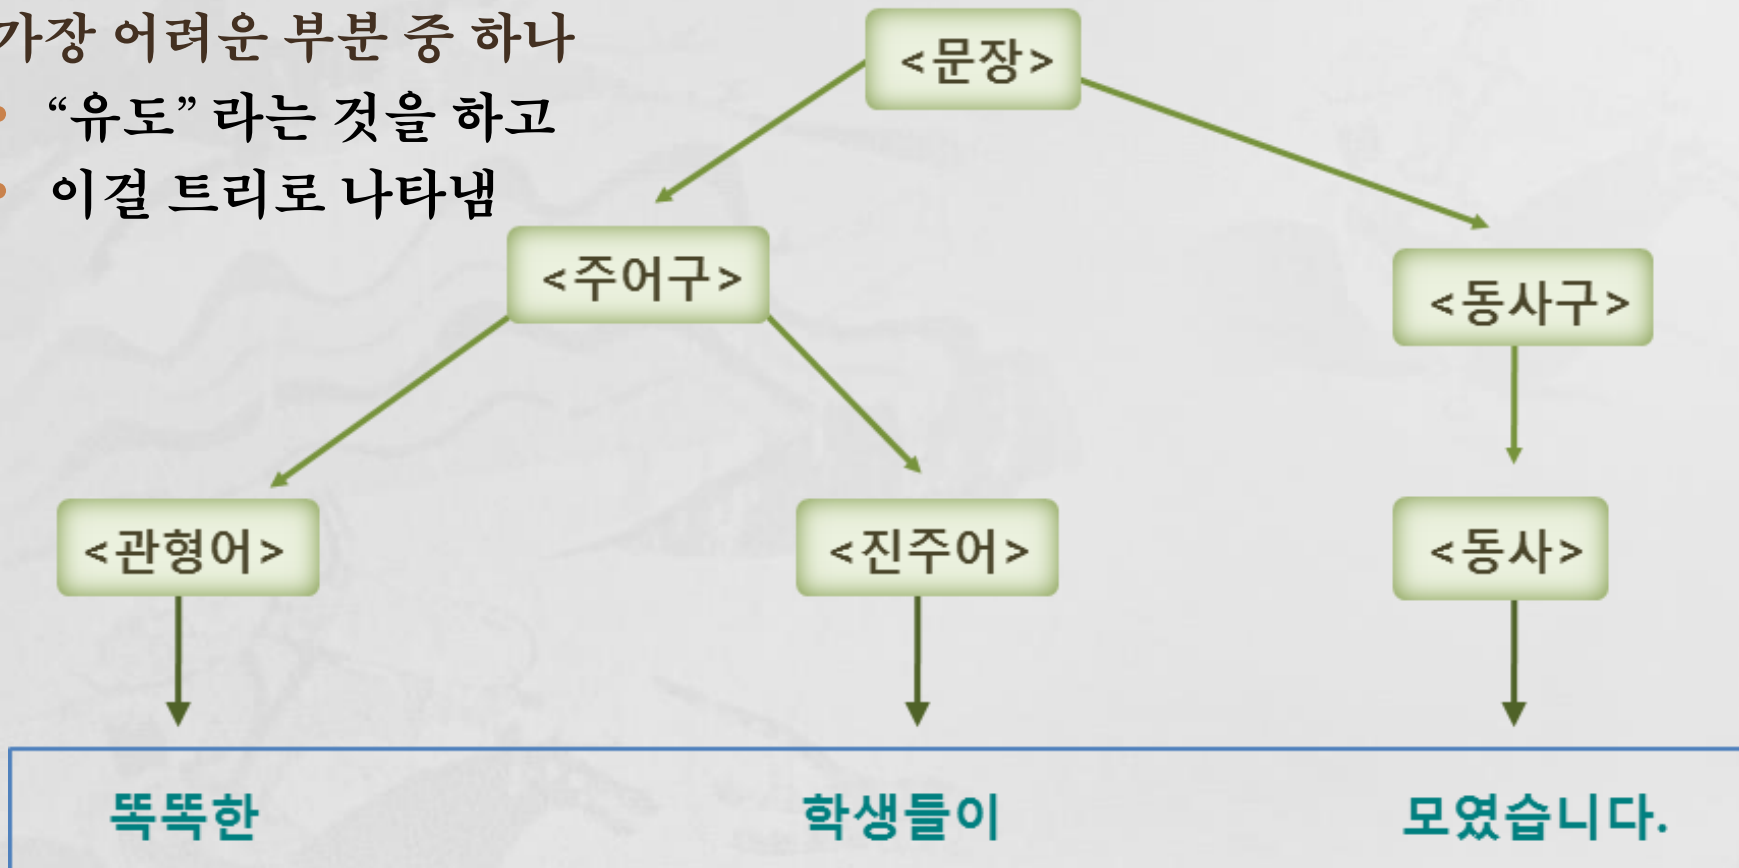 가장 어려운 부분 중 하나
“유도” 라는 것을 하고
이걸 트리로 나타냄
<문장>
<주어구>
<동사구>
<관형어>
<진주어>
<동사>
똑똑한 학생들이 모였습니다.